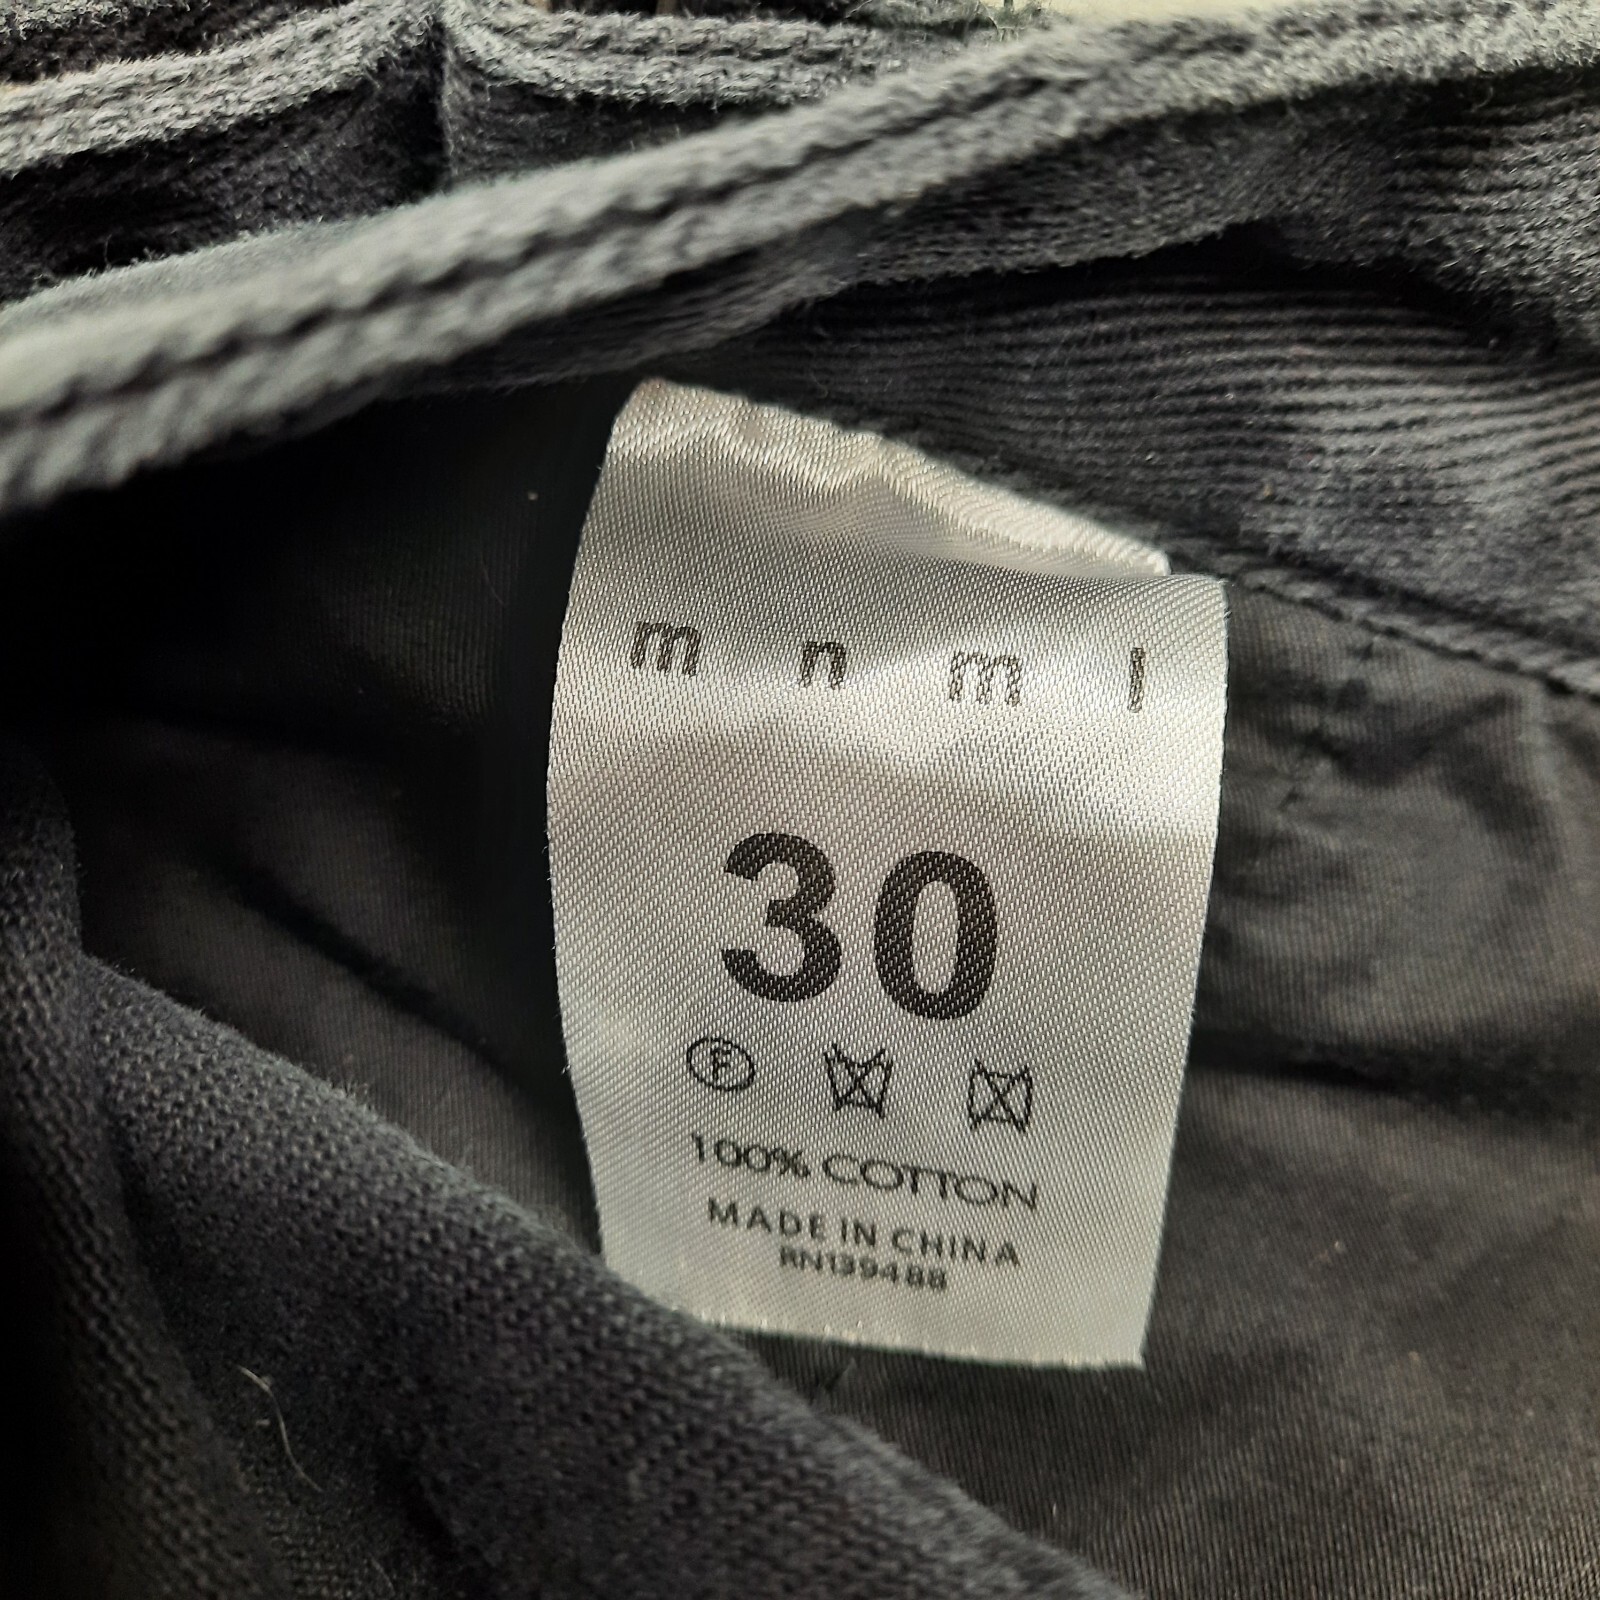 m n m l
30
F
100% COTTON
MADE IN CHINA
RN139488